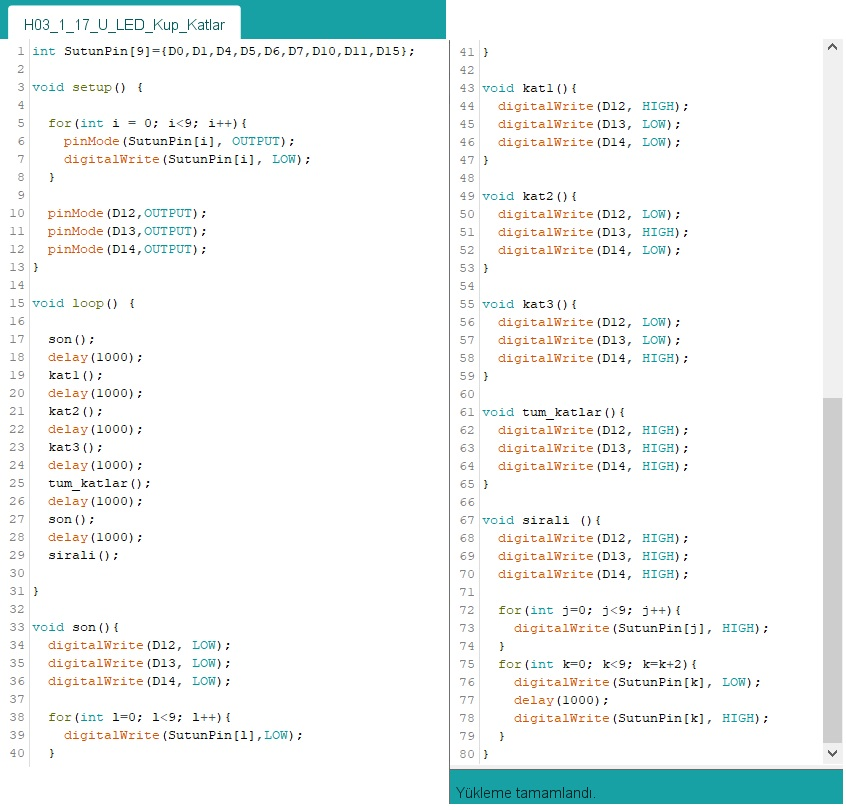 H03_1_17_U_LED_Kup_Katlar
1 int SutunPin[9]={D0,D1,D4,D5,D6,D7,D10,D11,D15};
2
3 void setup() {
4
5 for(int i = 0; i<9; i++){
6 pinMode(SutunPin[i], OUTPUT);
7 digitalWrite(SutunPin[i], LOW);
8 }
9
10 pinMode(D12,OUTPUT);
11 pinMode(D13,OUTPUT);
12 pinMode(D14,OUTPUT);
13 }
14
15 void loop() {
16
17 son();
18 delay(1000);
19 kat1();
20 delay(1000);
21 kat2();
22 delay(1000);
23 kat3();
24 delay(1000);
25 tum_katlar();
26 delay(1000);
27 son();
28 delay(1000);
29 sirali();
30
31 }
32
33 void son(){
34 digitalWrite(D12, LOW);
35 digitalWrite(D13, LOW);
36 digitalWrite(D14, LOW);
37
38 for(int l=0; l<9; l++){
39 digitalWrite(SutunPin[l],LOW);
40 }
41 }
42
43 void kat1(){
44 digitalWrite(D12, HIGH);
45 digitalWrite(D13, LOW);
46 digitalWrite(D14, LOW);
47 }
48
49 void kat2(){
50 digitalWrite(D12, LOW);
51 digitalWrite(D13, HIGH);
52 digitalWrite(D14, LOW);
53 }
54
55 void kat3(){
56 digitalWrite(D12, LOW);
57 digitalWrite(D13, LOW);
58 digitalWrite(D14, HIGH);
59 }
60
61 void tum_katlar(){
62 digitalWrite(D12, HIGH);
63 digitalWrite(D13, HIGH);
64 digitalWrite(D14, HIGH);
65 }
66
67 void sirali (){
68 digitalWrite(D12, HIGH);
69 digitalWrite(D13, HIGH);
70 digitalWrite(D14, HIGH);
71
72 for(int j=0; j<9; j++){
73 digitalWrite(SutunPin[j], HIGH);
74 }
75 for(int k=0; k<9; k=k+2){
76 digitalWrite(SutunPin[k], LOW);
77 delay(1000);
78 digitalWrite(SutunPin[k], HIGH);
79 }
80 }
Yükleme tamamlandı.